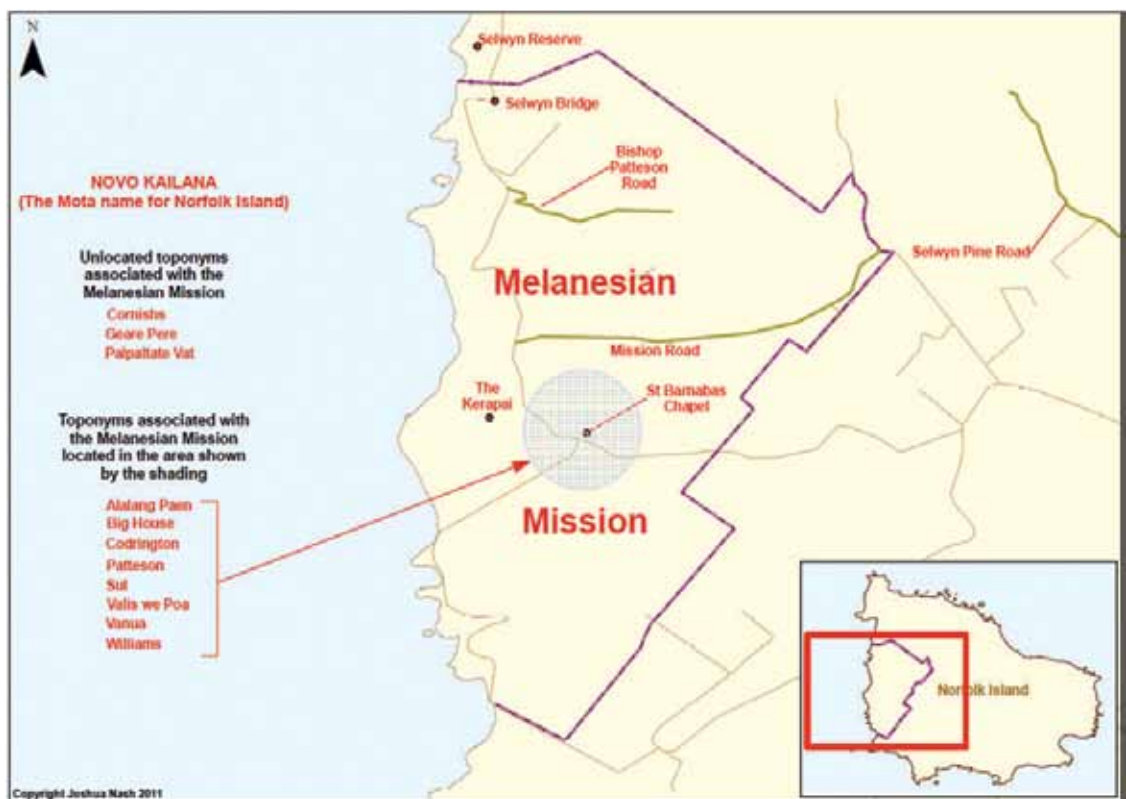 N
Selwyn Reserve
Selwyn Bridge
Bishop
Patteson
Road
NOVO KAILANA
(The Mota name for Norfolk Island)
Selwyn Pine Road
Unlocated toponyms
associated with the
Melanesian Mission
Cornishs
Geare Pere
Palpaltate Vat
Melanesian
Mission Road
The
Kerapai
St Barnabas
Chapel
Toponyms associated with
the Melanesian Mission
located in the area shown
by the shading
Alalang Paen
Big House
Codrington
Patteson
Sul
Valis we Poa
Vanua
Williams
Mission
Norfolk Island
Copyright Joshua Nash 2011